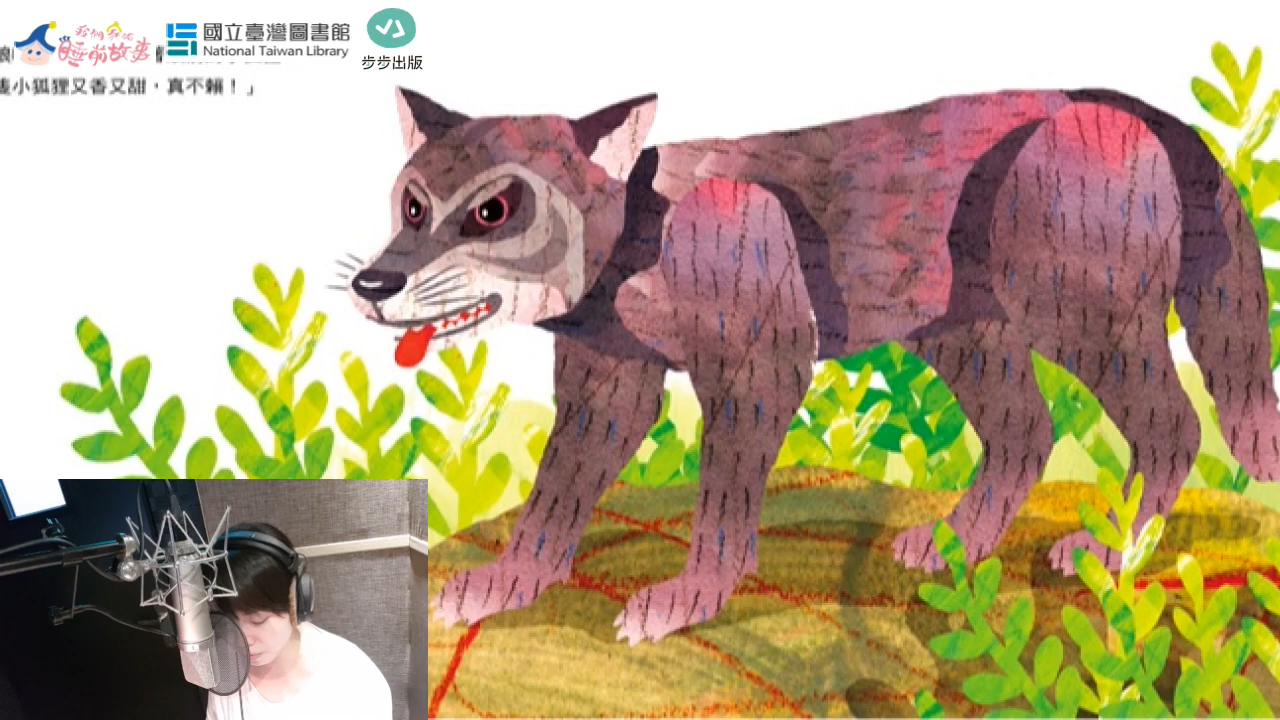 我們家的
睡前故事
國立臺灣圖書館
National Taiwan Library
步步出版
隻小狐狸又香又甜，真不賴！」